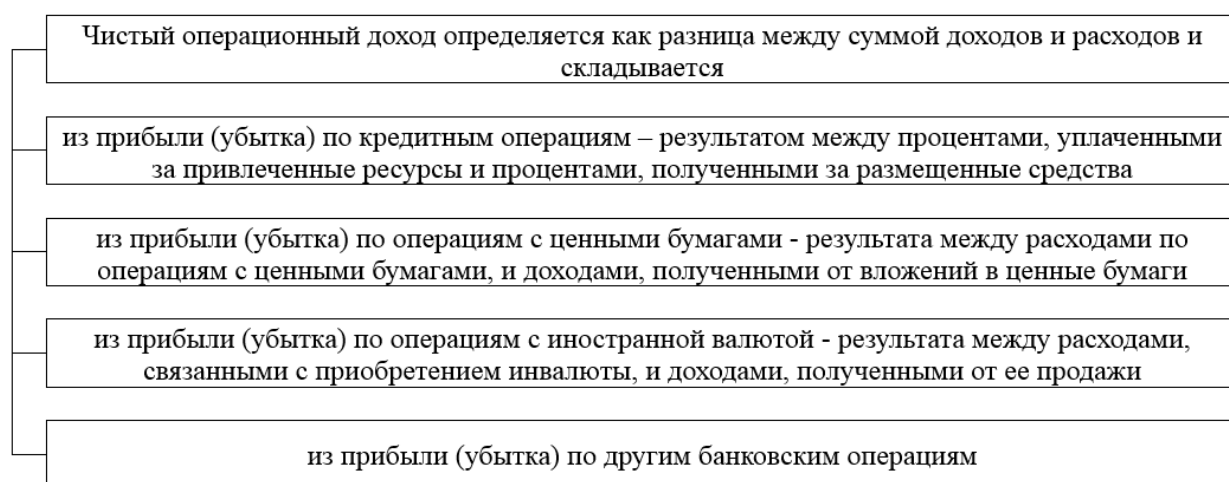 Чистый операционный доход определяется как разница между суммой доходов и расходов и
складывается
из прибыли (убытка) по кредитным операциям – результатом между процентами, уплаченными
за привлеченные ресурсы и процентами, полученными за размещенные средства
из прибыли (убытка) по операциям с ценными бумагами - результата между расходами по
операциям с ценными бумагами, и доходами, полученными от вложений в ценные бумаги
из прибыли (убытка) по операциям с иностранной валютой - результата между расходами,
связанными с приобретением инвалюты, и доходами, полученными от ее продажи
из прибыли (убытка) по другим банковским операциям